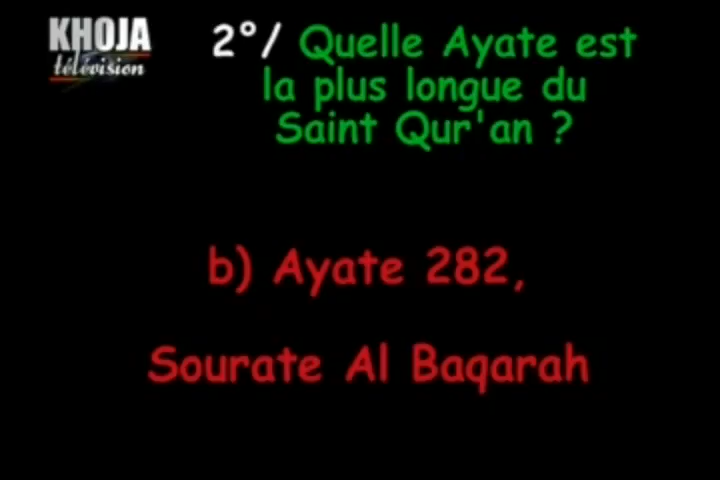 KHOJA
télévision
2°/ Quelle Ayate est
la plus longue du
Saint Qur'an ?
b) Ayate 282,
Sourate Al Baqarah